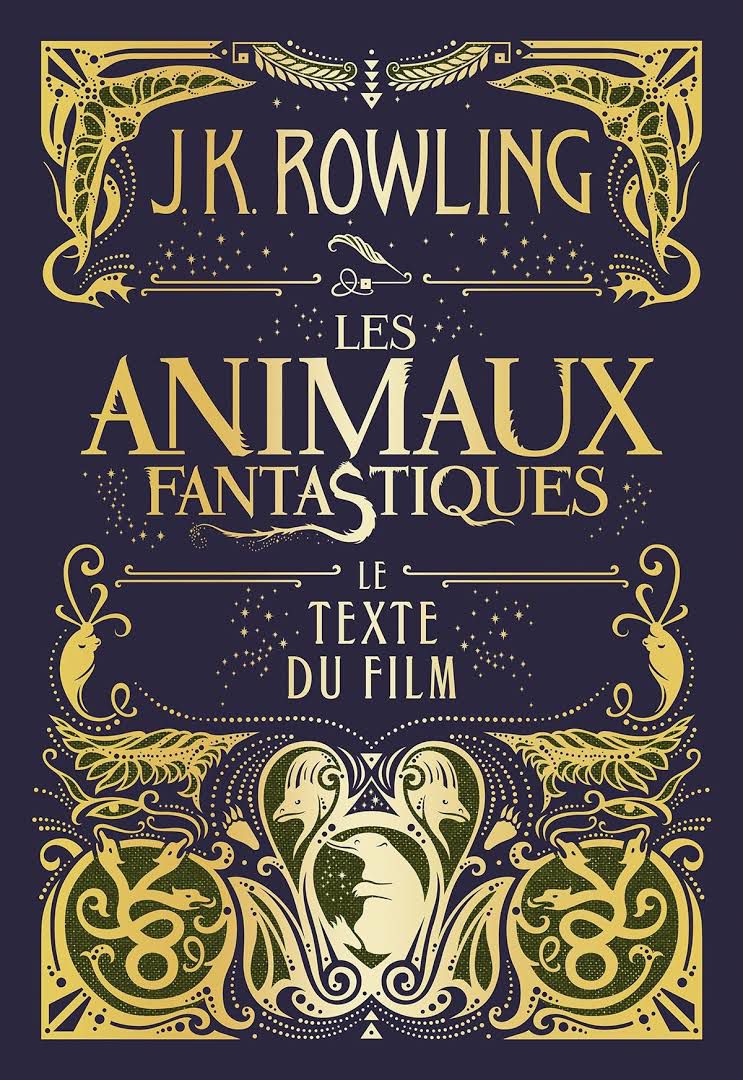 J.K. ROWLING
LES
ANIMAUX
FANTASTIQUES
LE
TEXTE
DU FILM